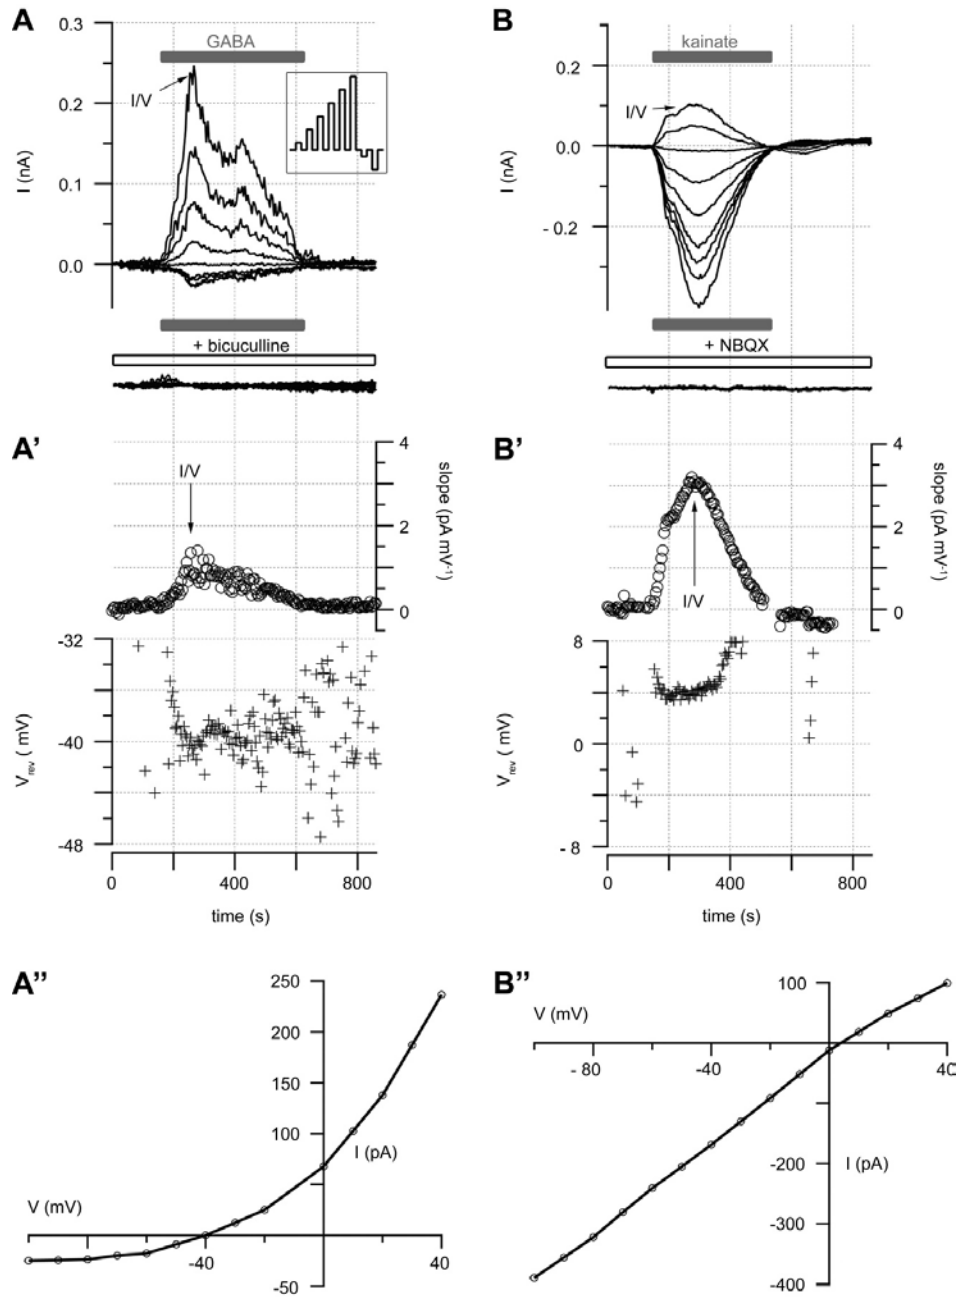 A
GABA
I/V
I (nA)
0.3
0.2
0.1
0.0
+ bicuculline
B
kainate
I/V
I (nA)
0.2
0.0
- 0.2
+ NBQX
A'
I/V
4
2
0
slope (pA mV-1)
-32
-40
-48
Vrev ( mV)
0
400
800
time (s)
B'
I/V
4
2
0
slope (pA mV-1)
8
0
- 8
Vrev ( mV)
0
400
800
time (s)
A''
250
200
150
100
-50
I (pA)
V (mV)
-40
40
B''
V (mV)
100
- 80
-40
40
-200
-300
-400
I (pA)